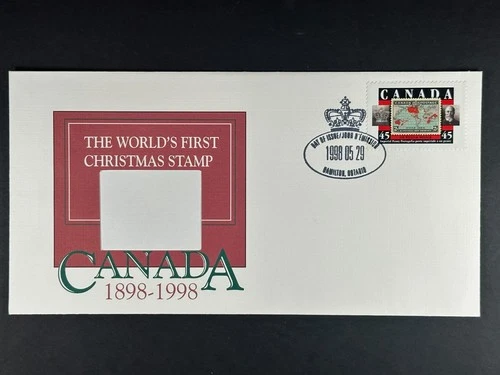 THE WORLD'S FIRST
CHRISTMAS STAMP
CANADA
1898-1998
DAY OF ISSUE/JOUR D'ÉMISSION
1998 05 29
HAMILTON, ONTARIO
CANADA
45
45